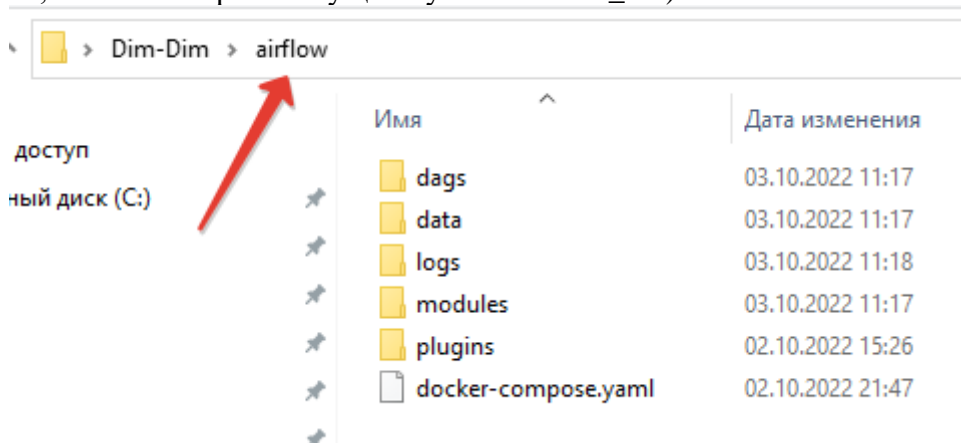 Dim-Dim > airflow
Имя Дата изменения
доступ
ный диск (C:)
dags 03.10.2022 11:17
data 03.10.2022 11:17
logs 03.10.2022 11:18
modules 03.10.2022 11:17
plugins 02.10.2022 15:26
docker-compose.yaml 02.10.2022 21:47